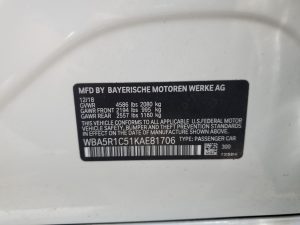 MFD BY BAYERISCHE MOTOREN WERKE AG
12/18
GVWR 4586 lbs 2080 kg
GAWR FRONT 2194 lbs 995 kg
GAWR REAR 2557 lbs 1160 kg
THIS VEHICLE CONFORMS TO ALL APPLICABLE
U.S. FEDERAL MOTOR VEHICLE SAFETY, BUMPER,
AND THEFT PREVENTION STANDARDS IN EFFECT
ON THE DATE OF MANUFACTURE SHOWN ABOVE.
WBA5R1C51KAE81706 TYPE: PASSENGER CAR
300